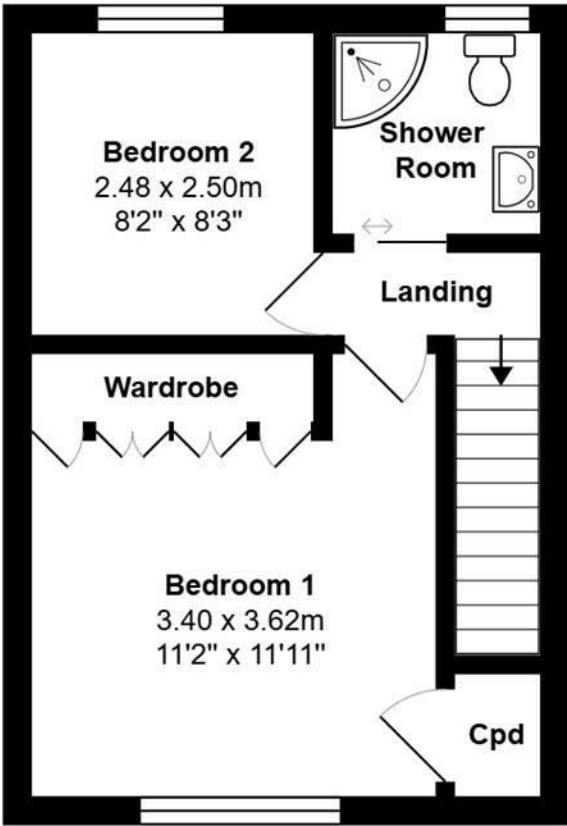 Bedroom 2
2.48 x 2.50m
8'2" x 8'3"
Shower
Room
Landing
Wardrobe
Bedroom 1
3.40 x 3.62m
11'2" x 11'11"
Cpd